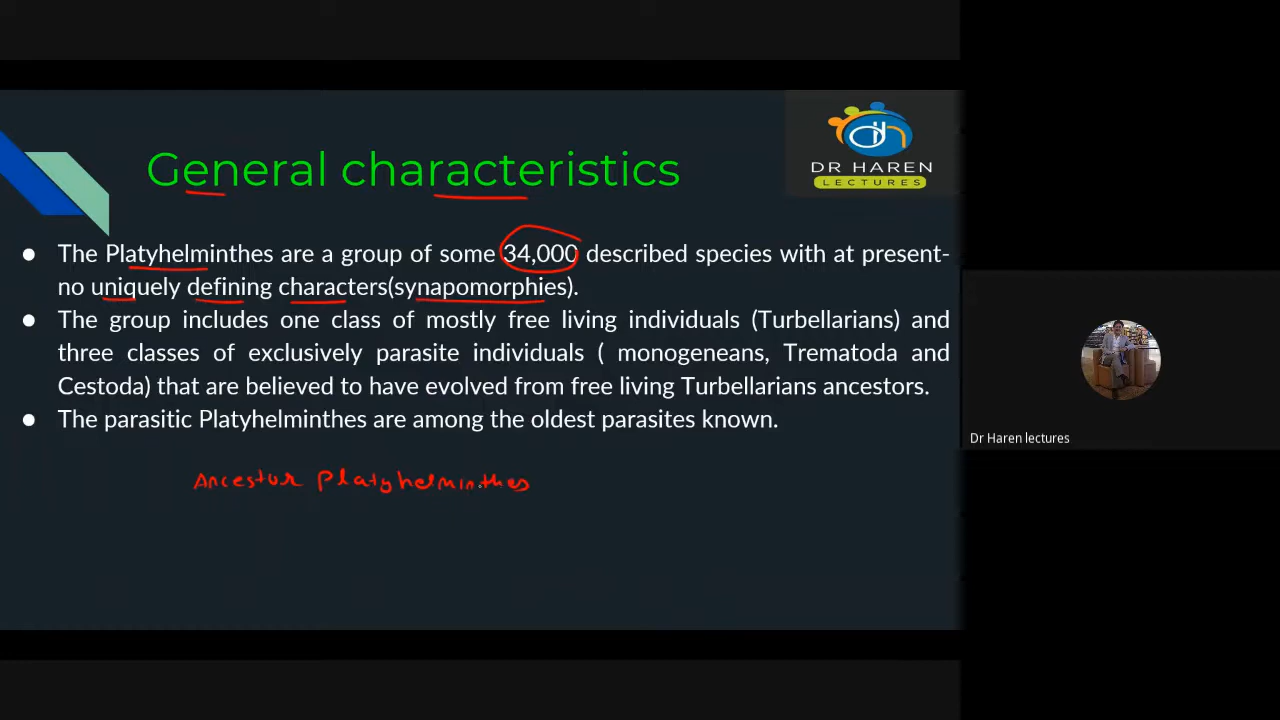 General characteristics
DR HAREN
LECTURES
● The Platyhelminthes are a group of some 34,000 described species with at present-
no uniquely defining characters(synapomorphies).
● The group includes one class of mostly free living individuals (Turbellarians) and
three classes of exclusively parasite individuals ( monogeneans, Trematoda and
Cestoda) that are believed to have evolved from free living Turbellarians ancestors.
● The parasitic Platyhelminthes are among the oldest parasites known.
Ancestor Platyhelminthes
Dr Haren lectures